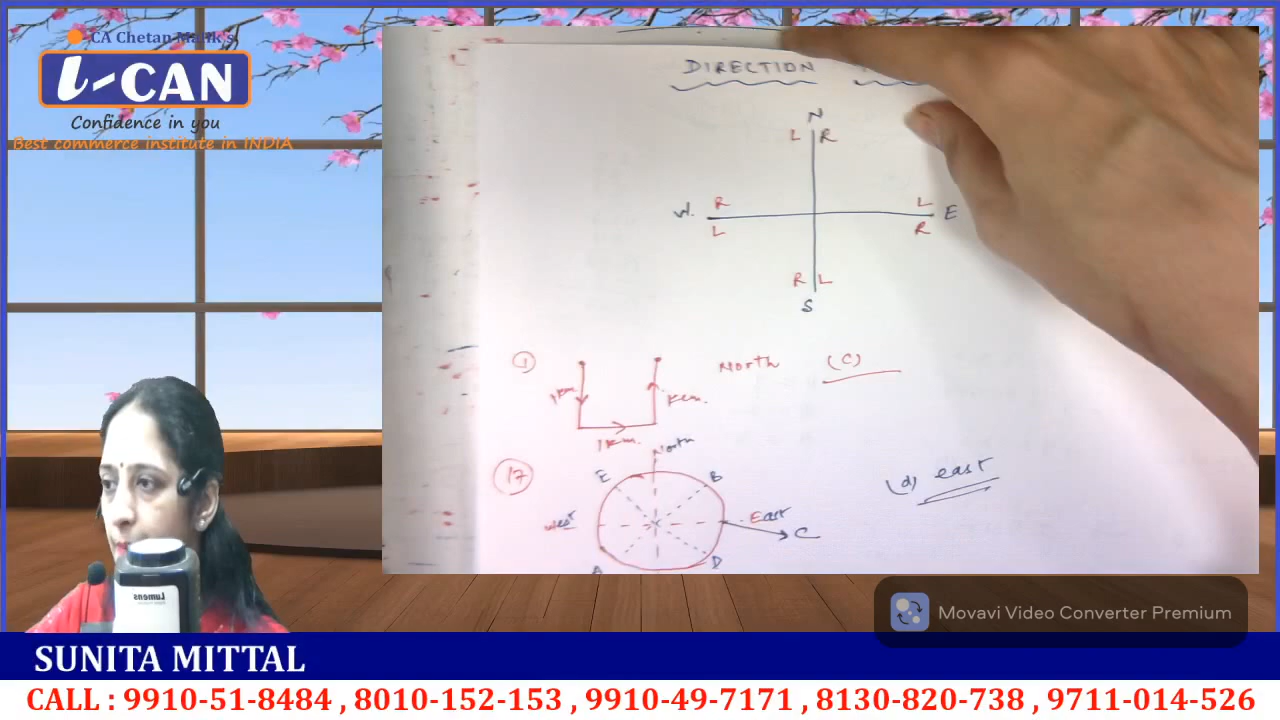 CA Chetan Malik's
I-CAN
Confidence in you
Best commerce institute in INDIA
DIRECTION
N
L R
W. R L E
L R
R L
S
① North (C)
1km. 1km.
1km.
North
⑰ E B (d) east
West East
C
A D
Lumens
Movavi Video Converter Premium
SUNITA MITTAL
CALL : 9910-51-8484 , 8010-152-153 , 9910-49-7171 , 8130-820-738 , 9711-014-526